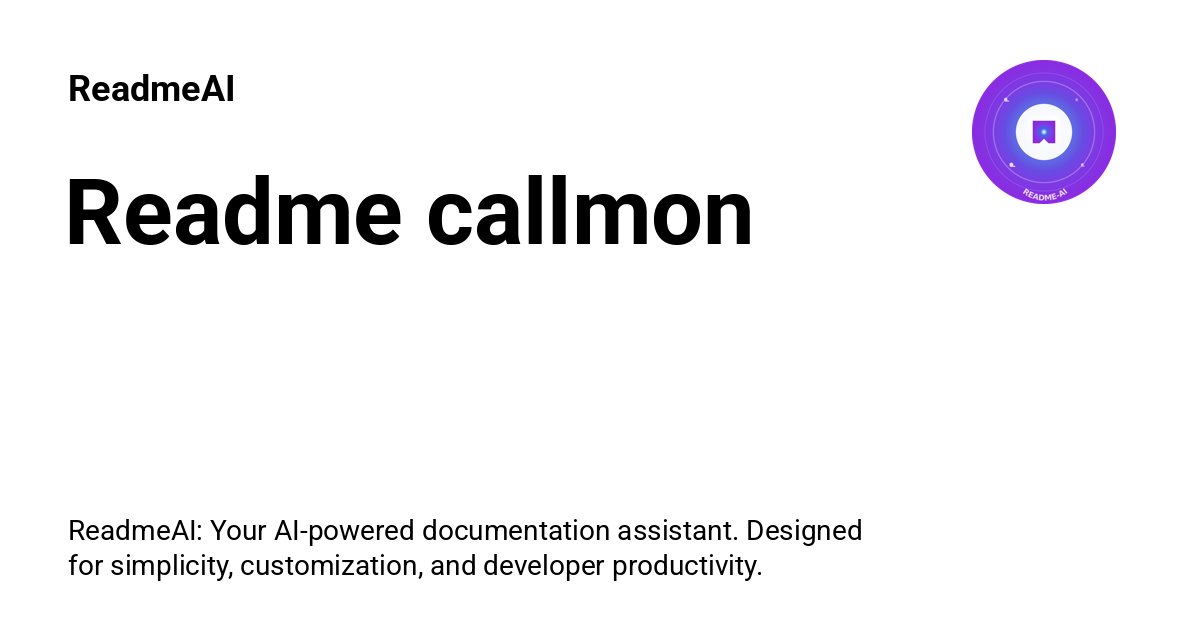 ReadmeAI
Readme callmon
README-AI
ReadmeAI: Your AI-powered documentation assistant. Designed
for simplicity, customization, and developer productivity.